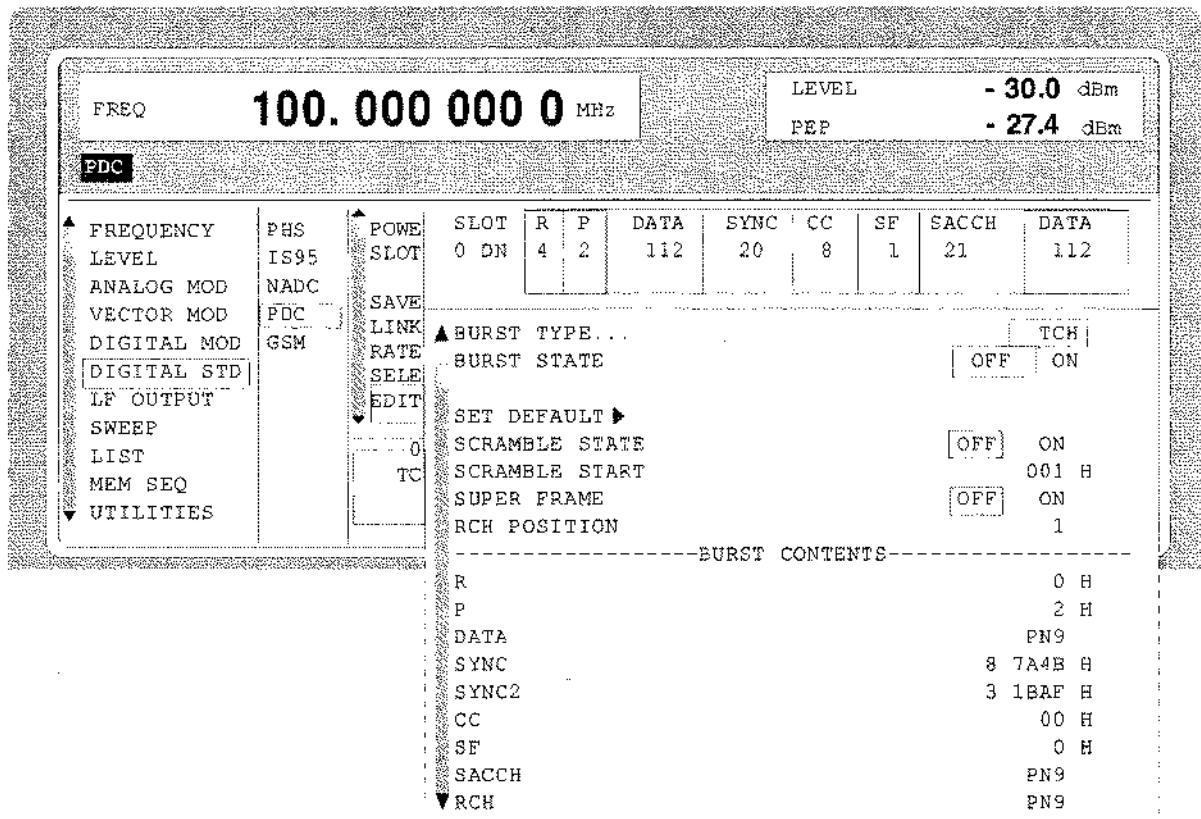 FREQ 100. 000 000 0 MHz
LEVEL - 30.0 dBm
PEP - 27.4 dBm
PDC
FREQUENCY
LEVEL
ANALOG MOD
VECTOR MOD
DIGITAL MOD
DIGITAL STD
LF OUTPUT
SWEEP
LIST
MEM SEQ
UTILITIES
PHS
IS95
NADC
PDC
GSM
POWE
SLOT
SAVE
LINK
RATE
SELE
EDIT
0
TC
SLOT R P DATA SYNC CC SF SACCH DATA
0 DN 4 2 112 20 8 1 21 112
BURST TYPE... TCH
BURST STATE OFF ON
SET DEFAULT
SCRAMBLE STATE OFF ON
SCRAMBLE START 001 H
SUPER FRAME OFF ON
RCH POSITION 1
------------------BURST CONTENTS------------------
R 0 H
P 2 H
DATA PN9
SYNC 8 7A4B H
SYNC2 3 1BAF H
CC 00 H
SF 0 H
SACCH PN9
RCH PN9